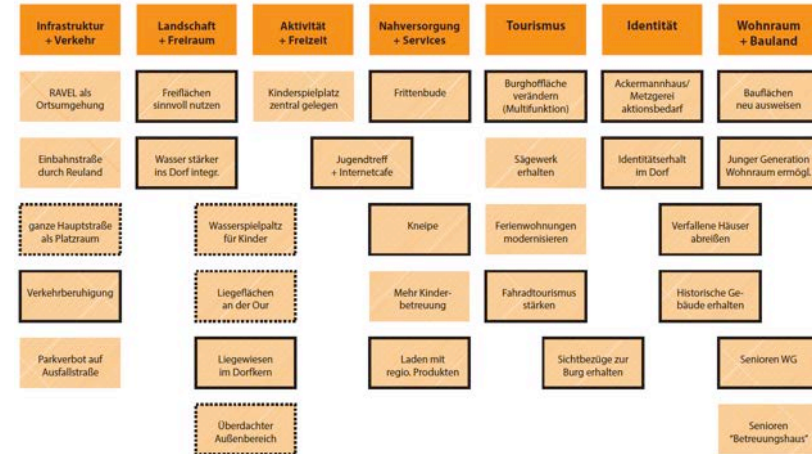 Infrastruktur
+ Verkehr
Landschaft
+ Freiraum
Aktivität
+ Freizeit
Nahversorgung
+ Services
Tourismus
Identität
Wohnraum
+ Bauland
RAVEL als
Ortsumgehung
Freiflächen
sinnvoll nutzen
Kinderspielplatz
zentral gelegen
Frittenbude
Burghoffläche
verändern
(Multifunktion)
Ackermannhaus/
Metzgerei
aktionsbedarf
Bauflächen
neu ausweisen
Einbahnstraße
durch Reuland
Wasser stärker
ins Dorf integr.
Jugendtreff
+ Internetcafe
Sägewerk
erhalten
Identitätserhalt
im Dorf
Junger Generation
Wohnraum ermögl.
ganze Hauptstraße
als Platzraum
Wasserspielpaltz
für Kinder
Kneipe
Ferienwohnungen
modernisieren
Verfallene Häuser
abreißen
Verkehrberuhigung
Liegeflächen
an der Our
Mehr Kinder-
betreuung
Fahradtourismus
stärken
Historische Ge-
bäude erhalten
Parkverbot auf
Ausfallstraße
Liegewiesen
im Dorfkern
Laden mit
regio. Produkten
Sichtbezüge zur
Burg erhalten
Senioren WG
Überdachter
Außenbereich
Senioren
"Betreuungshaus"